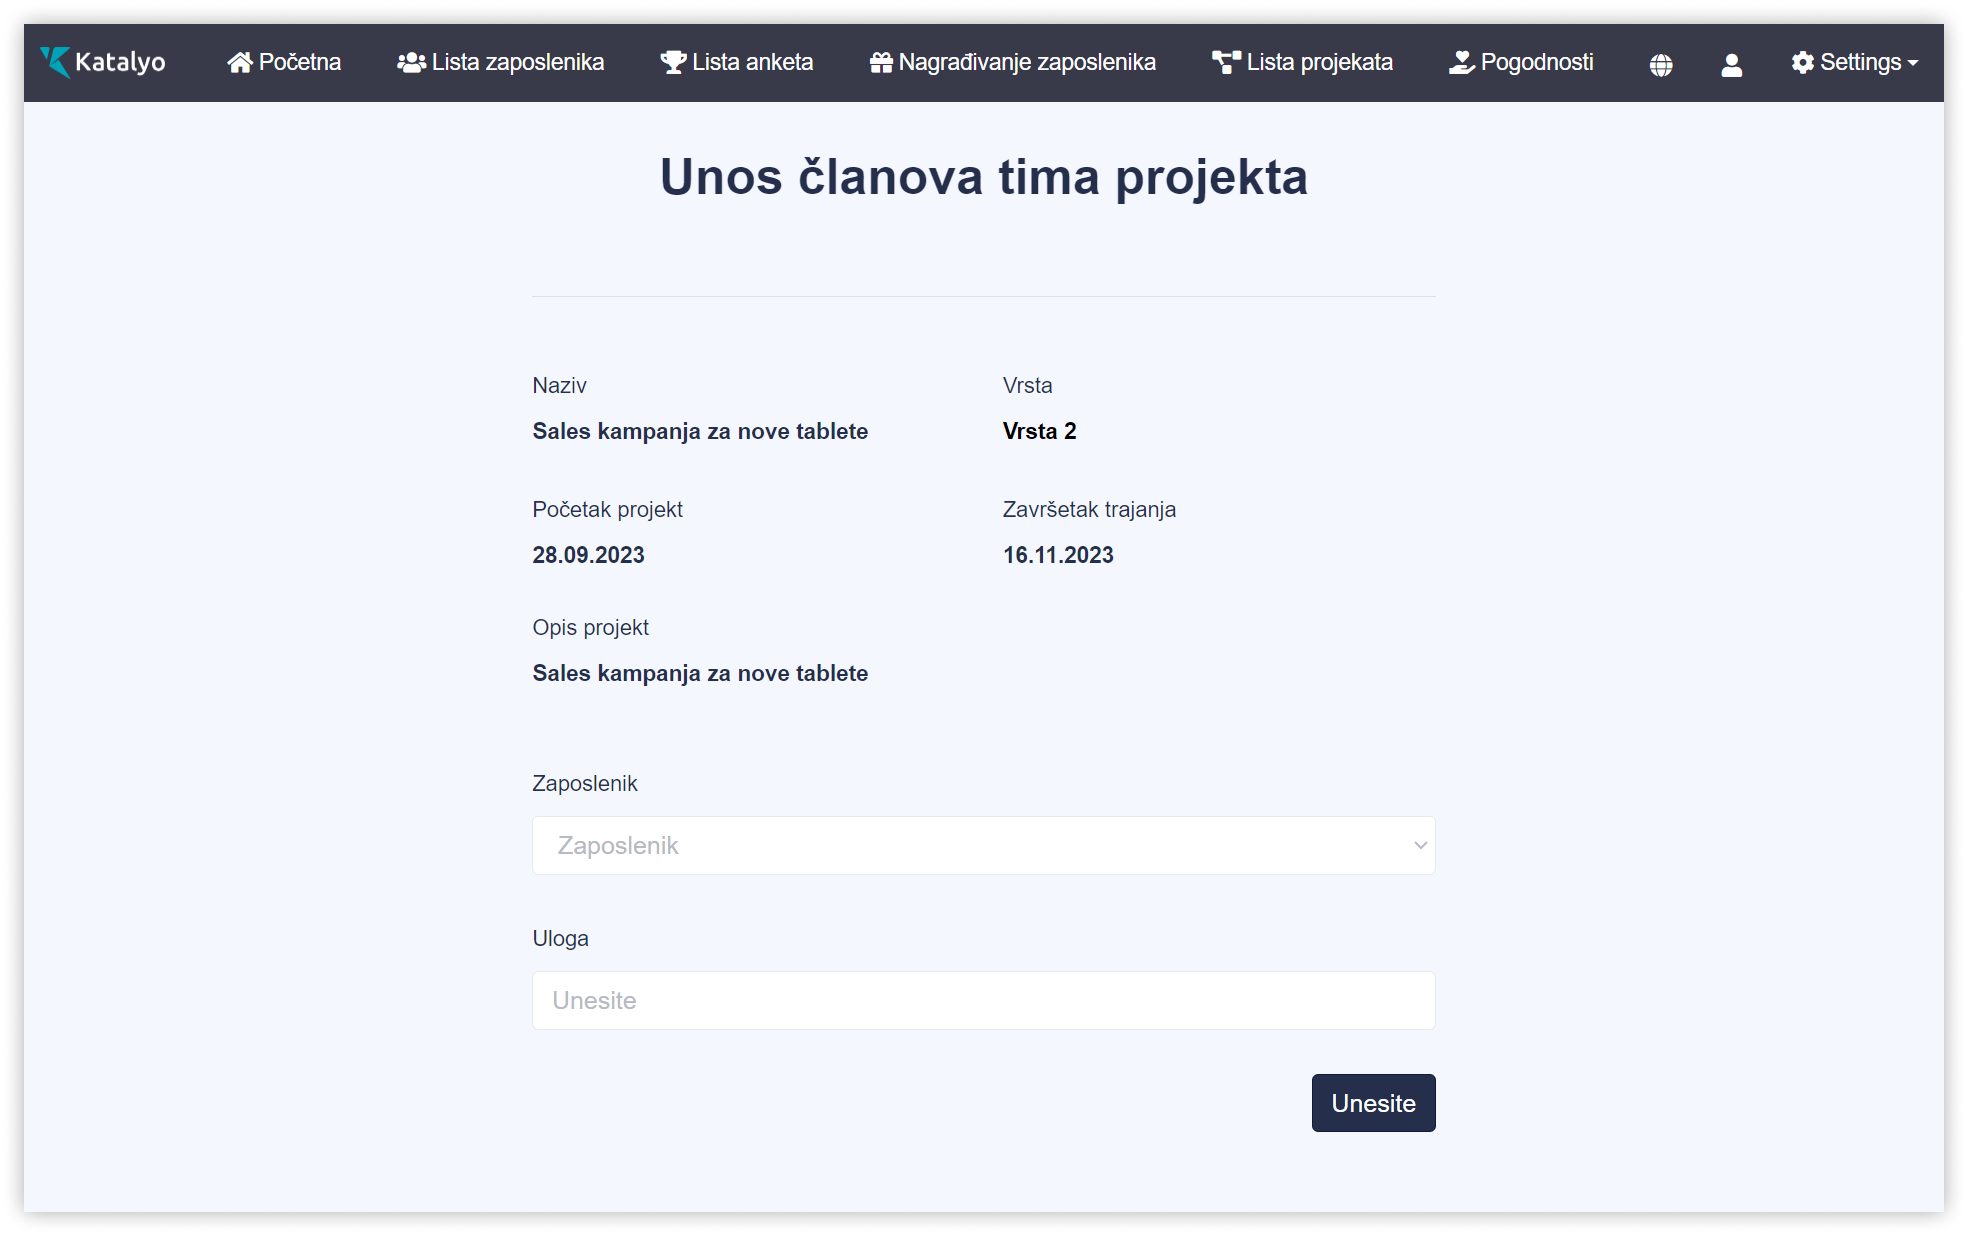 Katalyo
Početna
Lista zaposlenika
Lista anketa
Nagrađivanje zaposlenika
Lista projekata
Pogodnosti
Settings
Unos članova tima projekta
Naziv
Vrsta
Sales kampanja za nove tablete
Vrsta 2
Početak projekt
Završetak trajanja
28.09.2023
16.11.2023
Opis projekt
Sales kampanja za nove tablete
Zaposlenik
Zaposlenik
Uloga
Unesite
Unesite